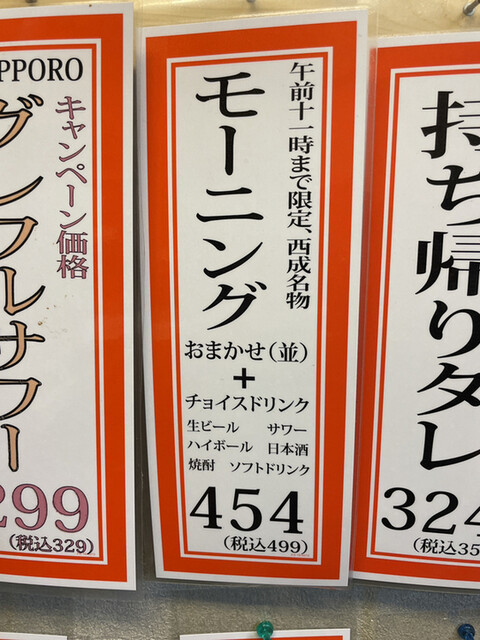 PPORO
キャンペーン価格
グレフルサワー
299
(税込329)
午前十一時まで限定、西成名物
モーニング
おまかせ(並)
+
チョイスドリンク
生ビール サワー
ハイボール 日本酒
焼酎 ソフトドリンク
454
(税込499)
持ち帰りタレ
324
(税込35